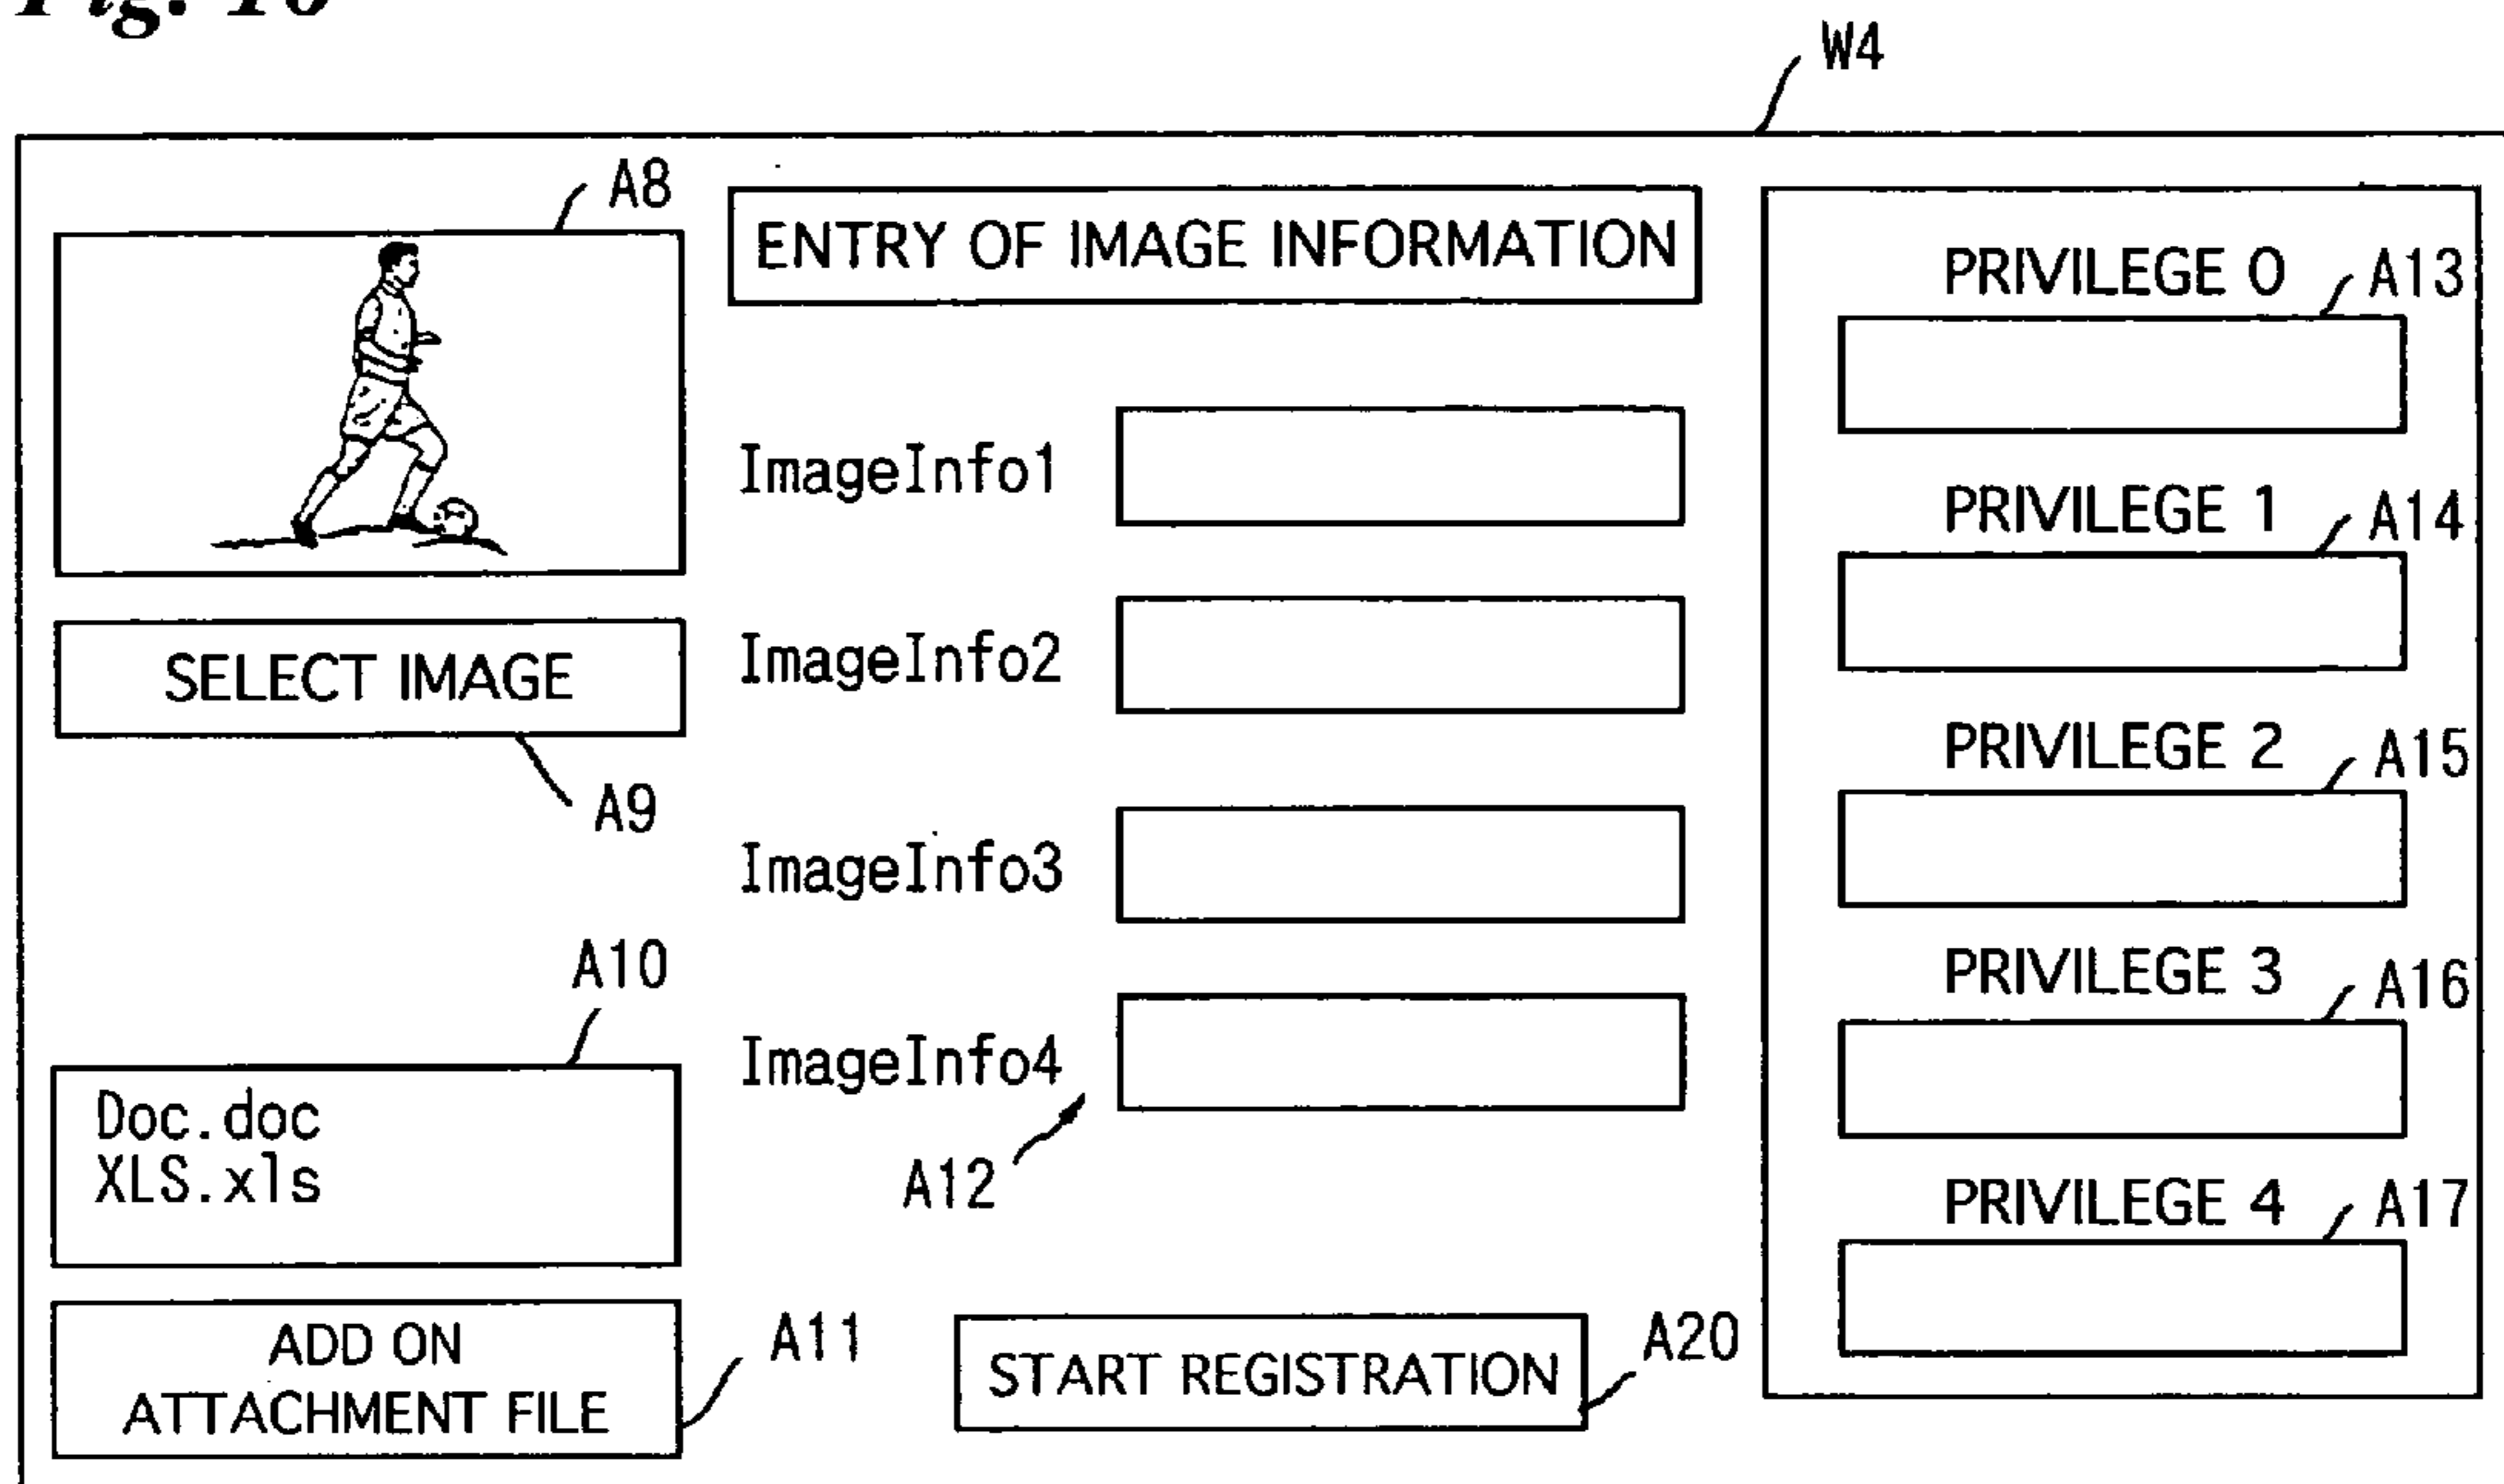 W4
A8
ENTRY OF IMAGE INFORMATION
PRIVILEGE 0
A13
ImageInfo1
PRIVILEGE 1
A14
SELECT IMAGE
ImageInfo2
A9
PRIVILEGE 2
A15
ImageInfo3
A10
PRIVILEGE 3
A16
Doc.doc
XLS.xls
ImageInfo4
A12
PRIVILEGE 4
A17
ADD ON
ATTACHMENT FILE
A11
START REGISTRATION
A20